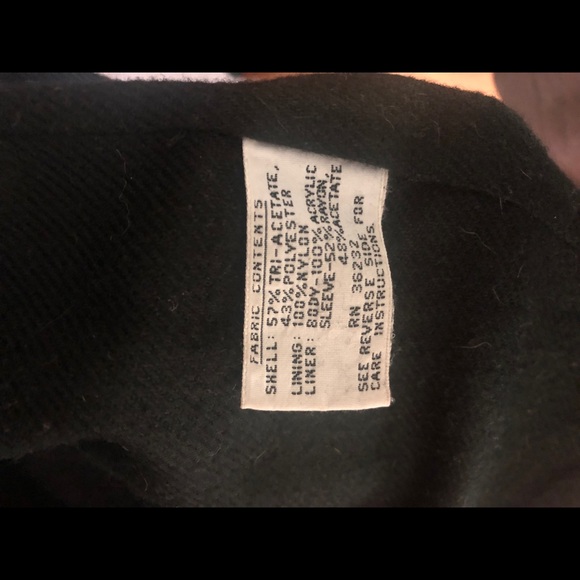 FABRIC CONTENTS
SHELL: 57% TRI-ACETATE,
43% POLYESTER
LINING: 100% NYLON
LINER: BODY-100% ACRYLIC
SLEEVE-52% RAYON,
48% ACETATE
RN 36232
SEE REVERSE SIDE FOR
CARE INSTRUCTIONS.